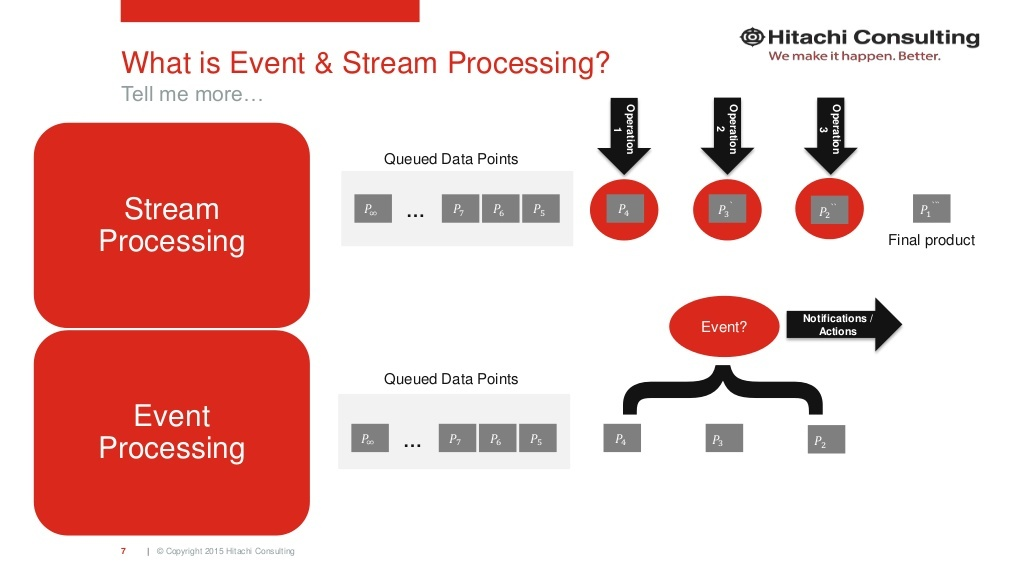 Hitachi Consulting
We make it happen. Better.
What is Event & Stream Processing?
Tell me more…
Stream
Processing
Queued Data Points
P∞ … P7 P6 P5
Operation 1
Operation 2
Operation 3
P4
P3`
P2``
P1```
Final product
Event
Processing
Queued Data Points
P∞ … P7 P6 P5
Event?
Notifications /
Actions
P4 P3 P2
7 | © Copyright 2015 Hitachi Consulting